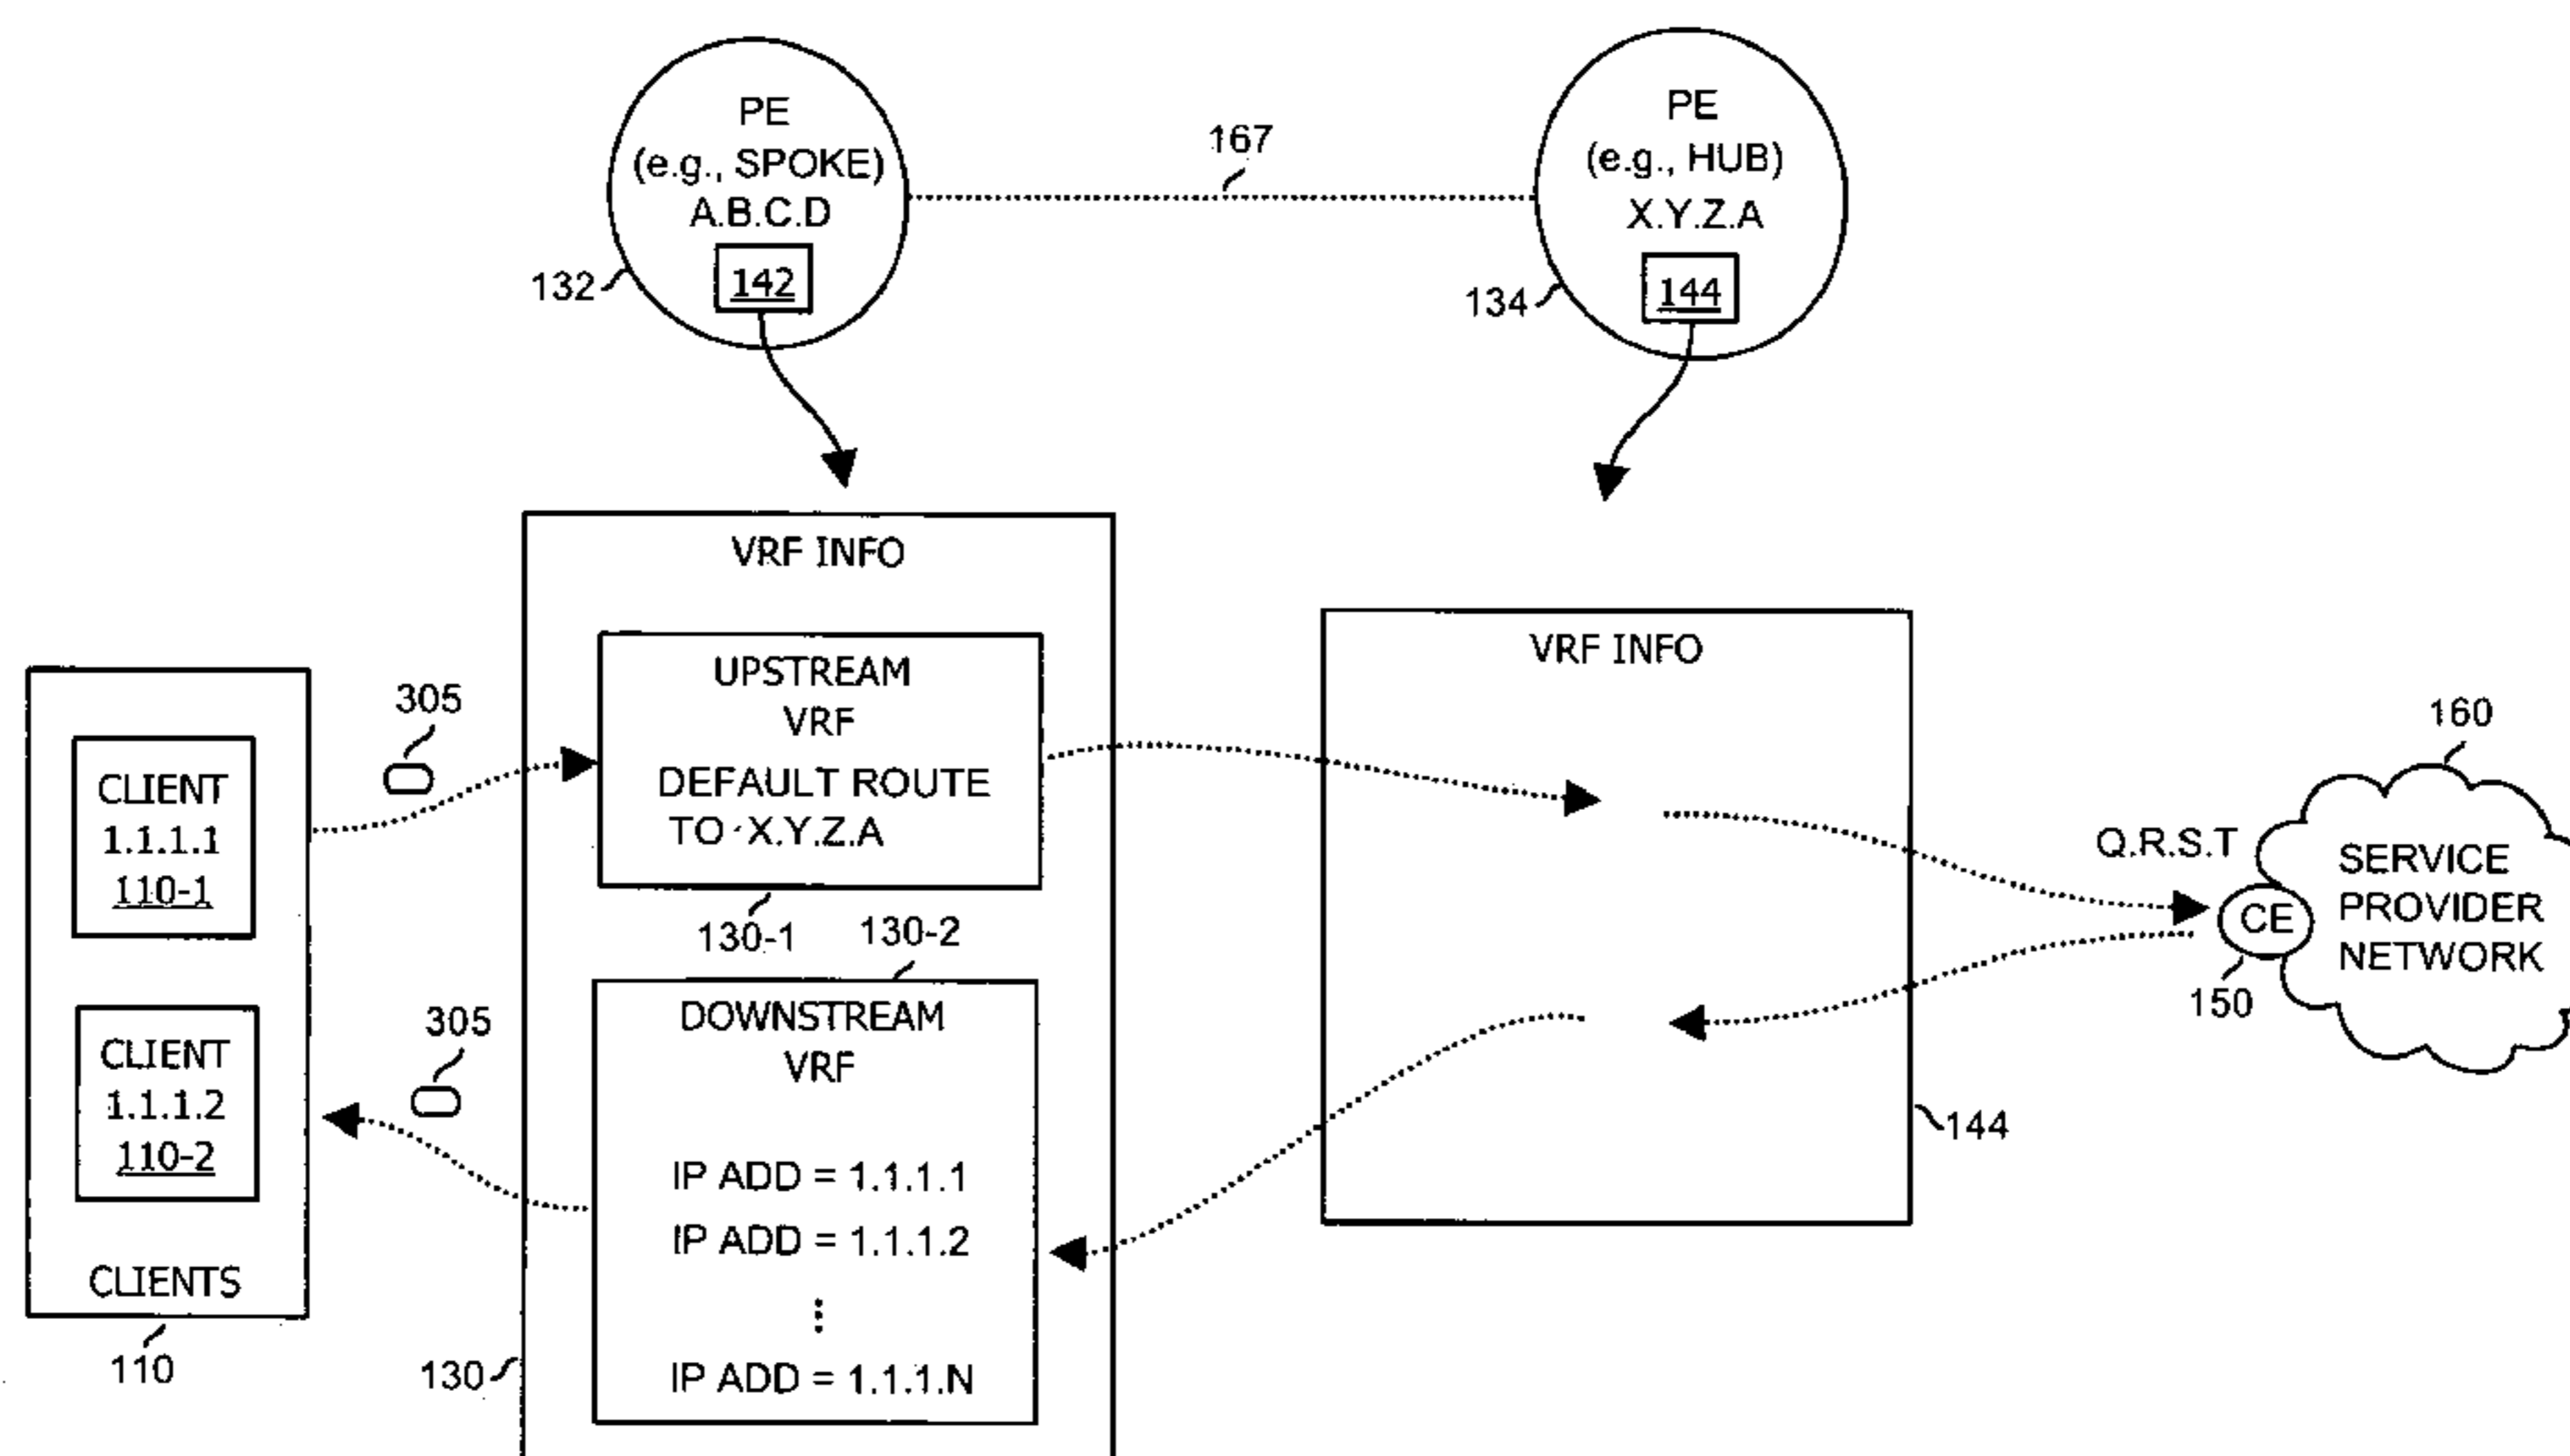 PE
(e.g., SPOKE)
A.B.C.D
142
132
167
PE
(e.g., HUB)
X.Y.Z.A
144
134
VRF INFO
UPSTREAM
VRF
DEFAULT ROUTE
TO X.Y.Z.A
130-1
130-2
DOWNSTREAM
VRF
IP ADD = 1.1.1.1
IP ADD = 1.1.1.2
IP ADD = 1.1.1.N
130
305
305
CLIENT
1.1.1.1
110-1
CLIENT
1.1.1.2
110-2
CLIENTS
110
VRF INFO
144
160
Q.R.S.T
CE
150
SERVICE
PROVIDER
NETWORK